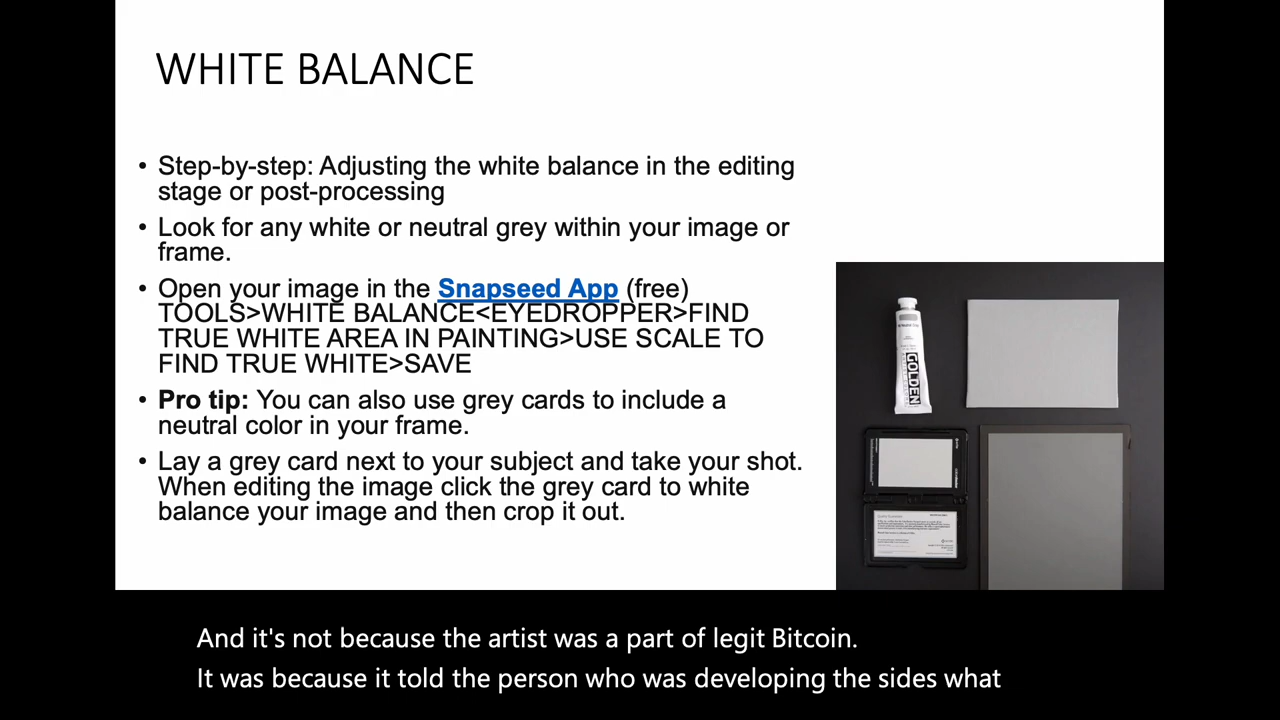 WHITE BALANCE
• Step-by-step: Adjusting the white balance in the editing
stage or post-processing
• Look for any white or neutral grey within your image or
frame.
• Open your image in the Snapseed App (free)
TOOLS>WHITE BALANCE<EYEDROPPER>FIND
TRUE WHITE AREA IN PAINTING>USE SCALE TO
FIND TRUE WHITE>SAVE
• Pro tip: You can also use grey cards to include a
neutral color in your frame.
• Lay a grey card next to your subject and take your shot.
When editing the image click the grey card to white
balance your image and then crop it out.
GOLDEN
And it's not because the artist was a part of legit Bitcoin.
It was because it told the person who was developing the sides what